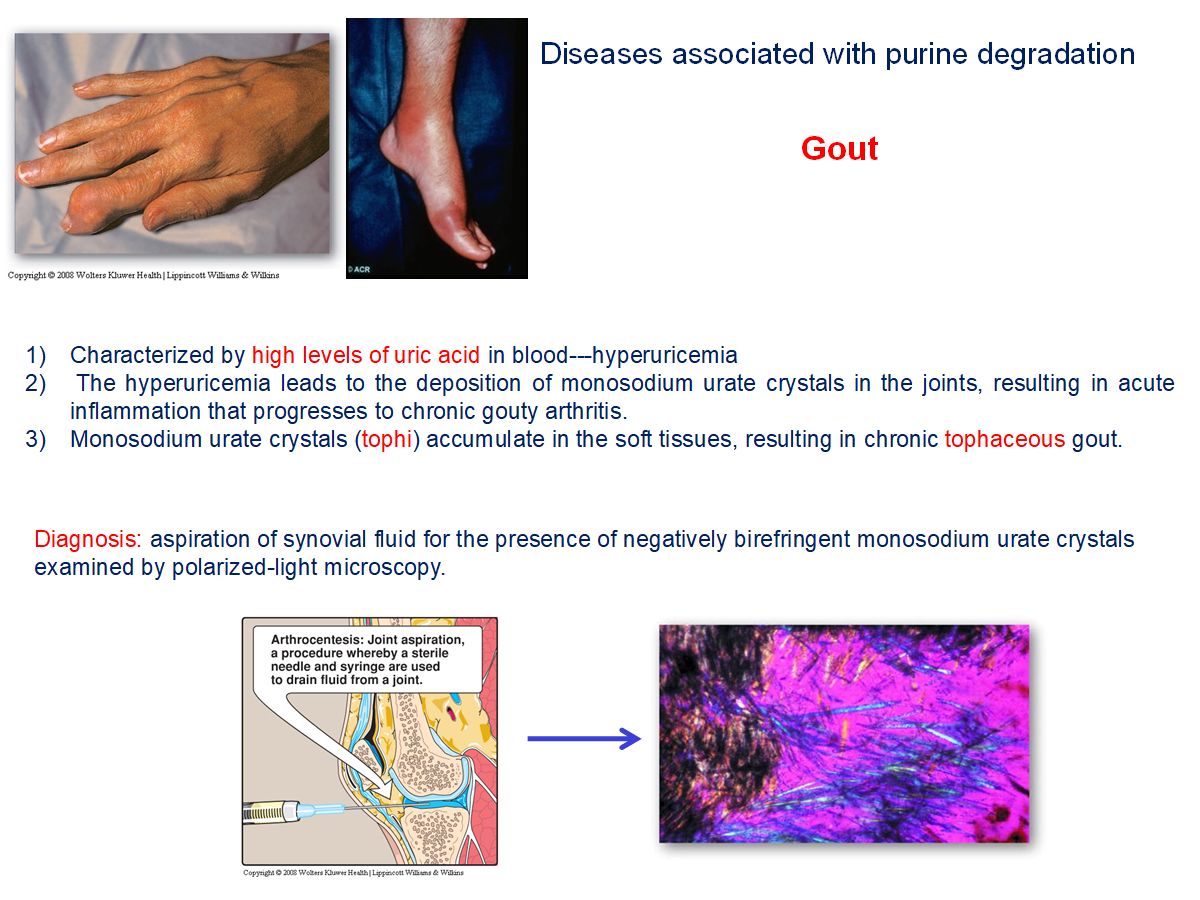 Diseases associated with purine degradation
Gout
© ACR
Copyright © 2008 Wolters Kluwer Health | Lippincott Williams & Wilkins
1) Characterized by high levels of uric acid in blood---hyperuricemia
2) The hyperuricemia leads to the deposition of monosodium urate crystals in the joints, resulting in acute
inflammation that progresses to chronic gouty arthritis.
3) Monosodium urate crystals (tophi) accumulate in the soft tissues, resulting in chronic tophaceous gout.
Diagnosis: aspiration of synovial fluid for the presence of negatively birefringent monosodium urate crystals
examined by polarized-light microscopy.
Arthrocentesis: Joint aspiration,
a procedure whereby a sterile
needle and syringe are used
to drain fluid from a joint.
Copyright © 2008 Wolters Kluwer Health | Lippincott Williams & Wilkins